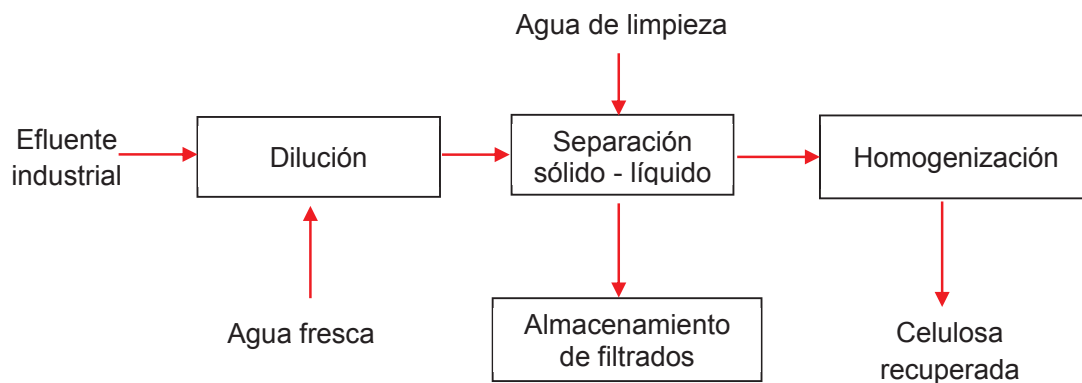 Agua de limpieza
Efluente
industrial
Dilución
Separación
sólido - líquido
Homogenización
Agua fresca
Almacenamiento
de filtrados
Celulosa
recuperada